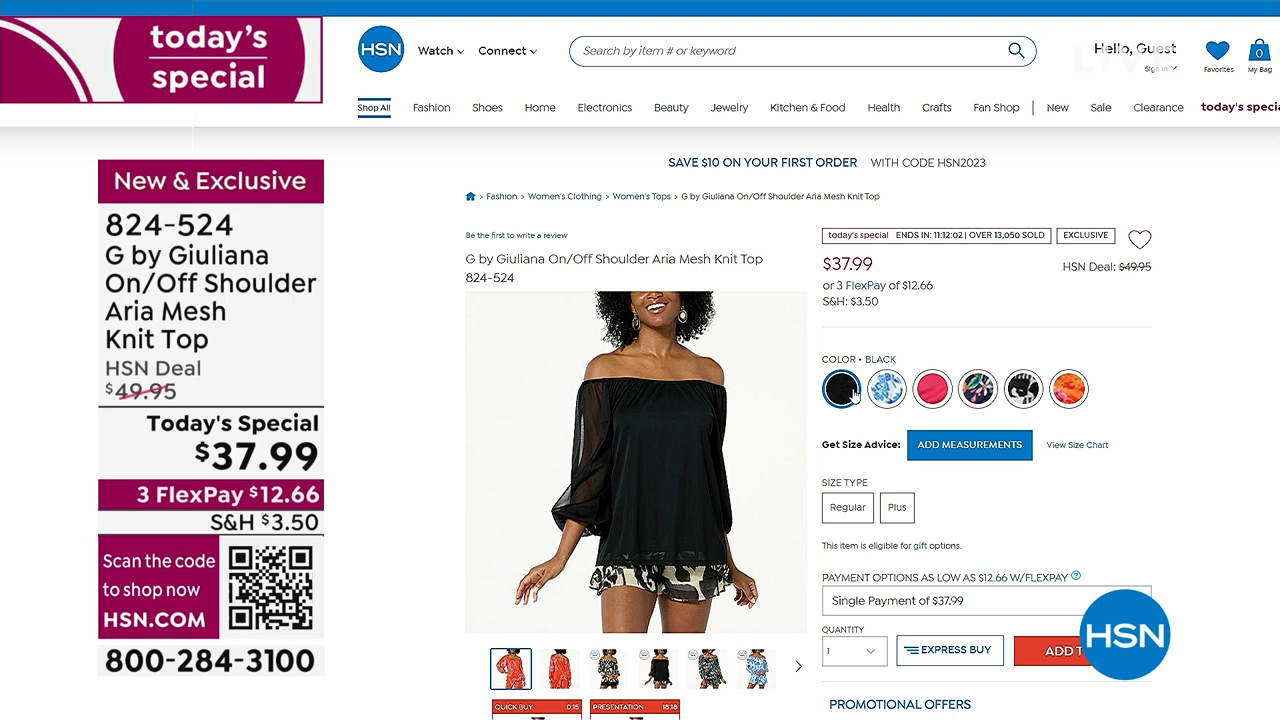 today's
special
HSN
Watch
Connect
Search by item # or keyword
Hello, Guest
Sign in
LIVE
Favorites
0
My Bag
Shop All
Fashion
Shoes
Home
Electronics
Beauty
Jewelry
Kitchen & Food
Health
Crafts
Fan Shop
New
Sale
Clearance
today's specia
SAVE $10 ON YOUR FIRST ORDER WITH CODE HSN2023
New & Exclusive
824-524
G by Giuliana
On/Off Shoulder
Aria Mesh
Knit Top
HSN Deal
$49.95
Today's Special
$37.99
3 FlexPay $12.66
S&H $3.50
Scan the code
to shop now
HSN.COM
800-284-3100
> Fashion > Women's Clothing > Women's Tops > G by Giuliana On/Off Shoulder Aria Mesh Knit Top
Be the first to write a review
G by Giuliana On/Off Shoulder Aria Mesh Knit Top
824-524
QUICK BUY 0:15
PRESENTATION 18:18
today's special ENDS IN: 11:12:02 | OVER 13,050 SOLD
EXCLUSIVE
$37.99
HSN Deal: $49.95
or 3 FlexPay of $12.66
S&H: $3.50
COLOR • BLACK
Get Size Advice:
ADD MEASUREMENTS
View Size Chart
SIZE TYPE
Regular
Plus
This item is eligible for gift options.
PAYMENT OPTIONS AS LOW AS $12.66 W/FLEXPAY ?
Single Payment of $37.99
QUANTITY
1
EXPRESS BUY
ADD T
HSN
PROMOTIONAL OFFERS